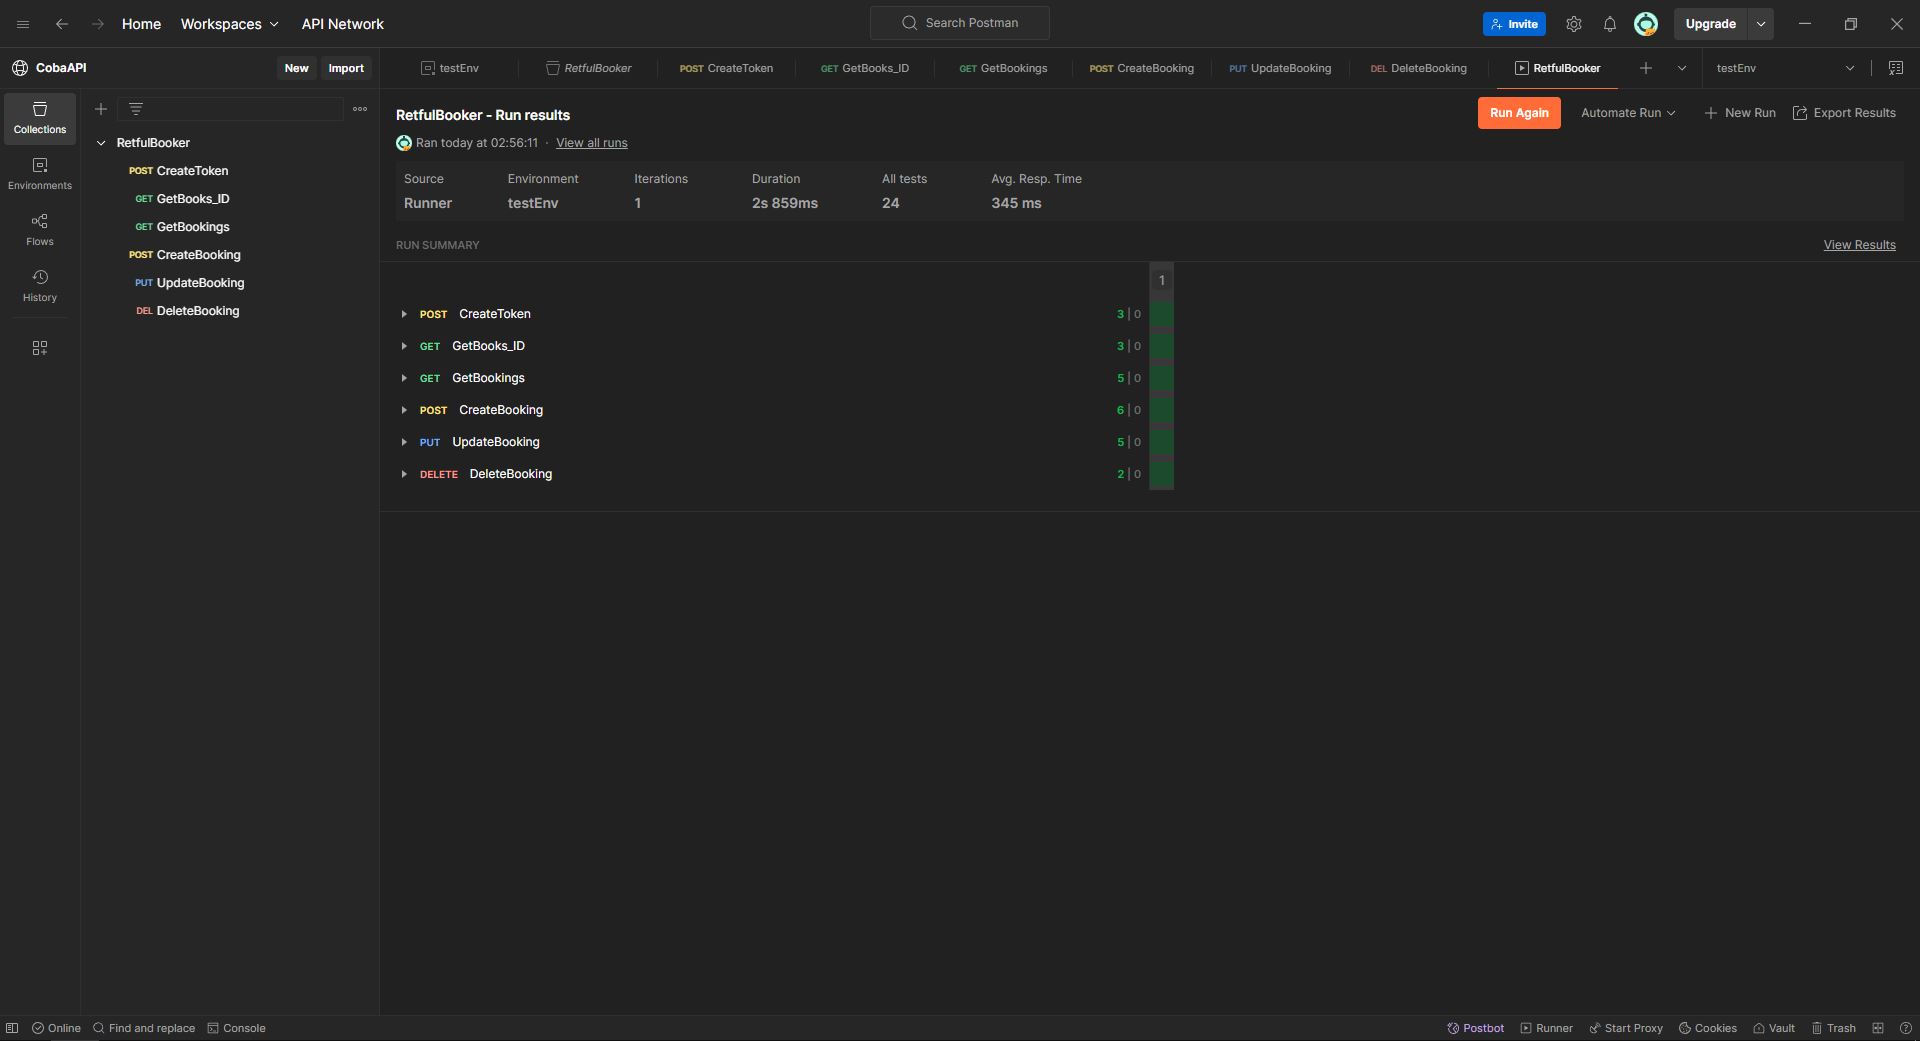 Home Workspaces API Network Search Postman Invite Upgrade
CobaAPI New Import
testEnv RetfulBooker POST CreateToken GET GetBooks_ID GET GetBookings POST CreateBooking PUT UpdateBooking DEL DeleteBooking RetfulBooker testEnv
Collections
Environments
Flows
History
RetfulBooker
POST CreateToken
GET GetBooks_ID
GET GetBookings
POST CreateBooking
PUT UpdateBooking
DEL DeleteBooking
RetfulBooker - Run results
Run Again Automate Run New Run Export Results
Ran today at 02:56:11 · View all runs
Source Environment Iterations Duration All tests Avg. Resp. Time
Runner testEnv 1 2s 859ms 24 345 ms
RUN SUMMARY View Results
1
POST CreateToken 3 | 0
GET GetBooks_ID 3 | 0
GET GetBookings 5 | 0
POST CreateBooking 6 | 0
PUT UpdateBooking 5 | 0
DELETE DeleteBooking 2 | 0
Online Find and replace Console Postbot Runner Start Proxy Cookies Vault Trash